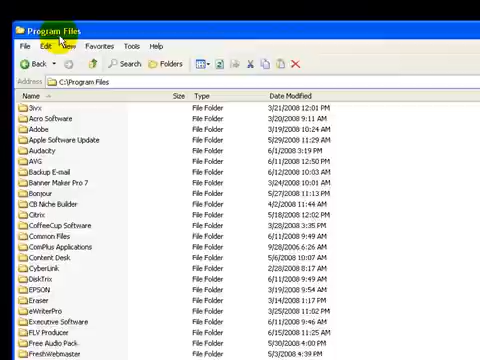 Program Files
File Edit View Favorites Tools Help
Back Search Folders
Address C:\Program Files
Name Size Type Date Modified
3ivx File Folder 3/21/2008 12:01 PM
Acro Software File Folder 3/20/2008 9:11 AM
Adobe File Folder 3/19/2008 10:24 AM
Apple Software Update File Folder 5/29/2008 11:29 AM
Audacity File Folder 6/1/2008 3:19 PM
AVG File Folder 6/11/2008 12:50 PM
Backup E-mail File Folder 6/12/2008 10:03 AM
Banner Maker Pro 7 File Folder 3/24/2008 10:01 AM
Bonjour File Folder 3/19/2008 10:30 AM
CB Niche Builder File Folder 4/2/2008 11:44 AM
Citrix File Folder 5/18/2008 12:02 PM
CoffeeCup Software File Folder 3/28/2008 3:35 PM
Common Files File Folder 6/11/2008 9:49 AM
ComPlus Applications File Folder 9/28/2006 6:26 AM
Content Desk File Folder 5/6/2008 10:07 AM
CyberLink File Folder 2/28/2008 8:17 AM
DiskTrix File Folder 6/11/2008 9:49 AM
EPSON File Folder 3/19/2008 9:54 AM
Eraser File Folder 3/14/2008 1:17 PM
eWriterPro File Folder 3/25/2008 11:02 PM
Executive Software File Folder 6/11/2008 9:46 AM
FLV Producer File Folder 6/11/2008 11:25 AM
Free Audio Pack File Folder 5/30/2008 4:00 PM
FreshWebmaster File Folder 5/3/2008 4:39 PM